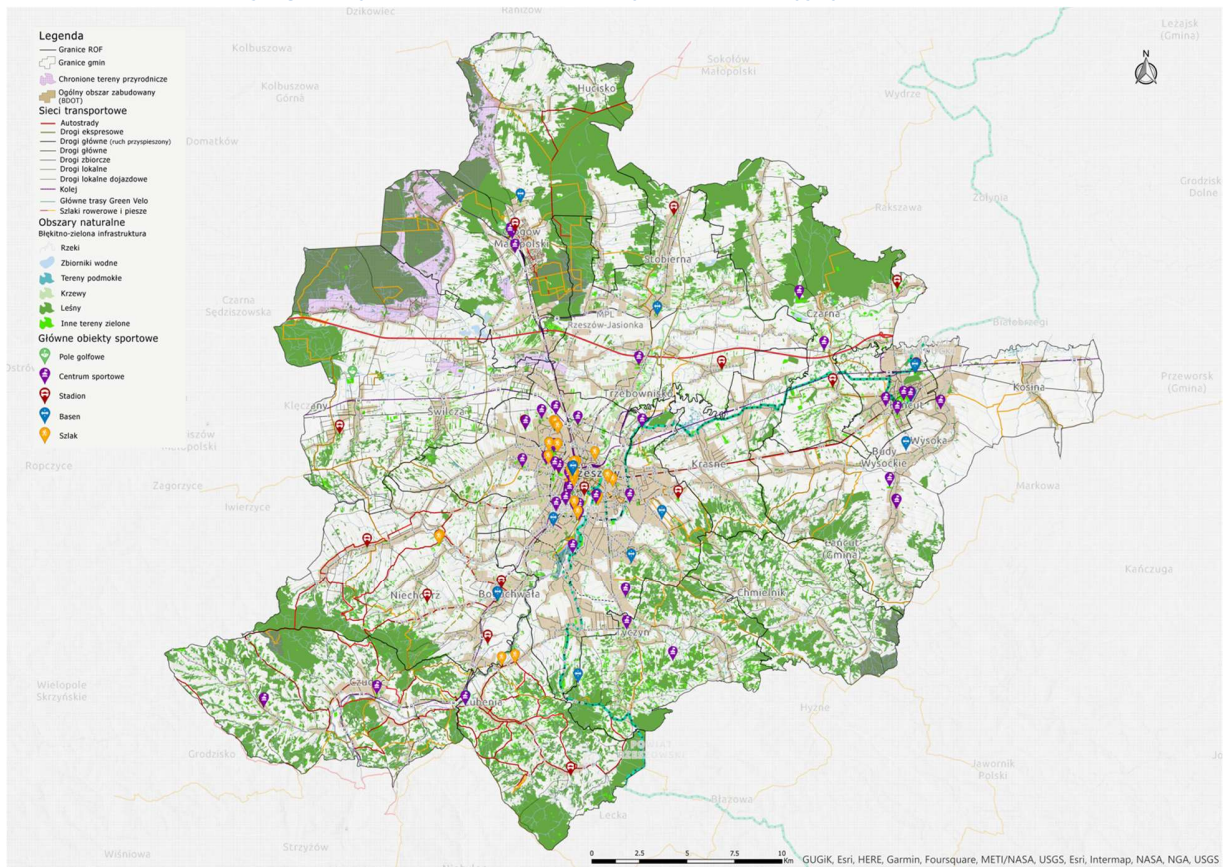 Dzikowiec
Raniżów
Leżajsk
(Gmina)
Legenda
Granice ROF
Granice gmin
Chronione tereny przyrodnicze
Ogólny obszar zabudowany
(BDOT)
Sieci transportowe
Autostrady
Drogi ekspresowe
Drogi główne (ruch przyspieszony)
Drogi główne
Drogi zbiorcze
Drogi lokalne
Drogi lokalne dojazdowe
Kolej
Główne trasy Green Velo
Szlaki rowerowe i piesze
Obszary naturalne
Błękitno-zielona infrastruktura
Rzeki
Zbiorniki wodne
Tereny podmokłe
Krzewy
Leśny
Inne tereny zielone
Główne obiekty sportowe
Pole golfowe
Centrum sportowe
Stadion
Basen
Szlak
N
Kolbuszowa
Sokołów
Małopolski
Kolbuszowa
Górna
Hucisko
Wydrze
Domatków
Grodzisk
Dolne
Żołynia
Rakszawa
Małopolski
Stobierna
Czarna
Sędziszowska
MPL
Rzeszów-Jasionka
Czarna
Białobrzegi
Przeworsk
(Gmina)
Kosina
Trzebownisko
Klęczany
Świlcza
Wysoka
Budy
Wysockie
Krasne
Ropczyce
Zagorzyce
Iwierzyce
Markowa
Łańcut
(Gmina)
Kańczuga
Chmielnik
Tyczyn
Wielopole
Skrzyńskie
Hyżne
Lubenia
POWIAT
RZESZOWSKI
Grodzisko
Jawornik
Polski
Błażowa
Lecka
Strzyżów
Wiśniowa
0 2.5 5 7.5 10
Km
GUGiK, Esri, HERE, Garmin, Foursquare, METI/NASA, USGS, Esri, Intermap, NASA, NGA, USGS